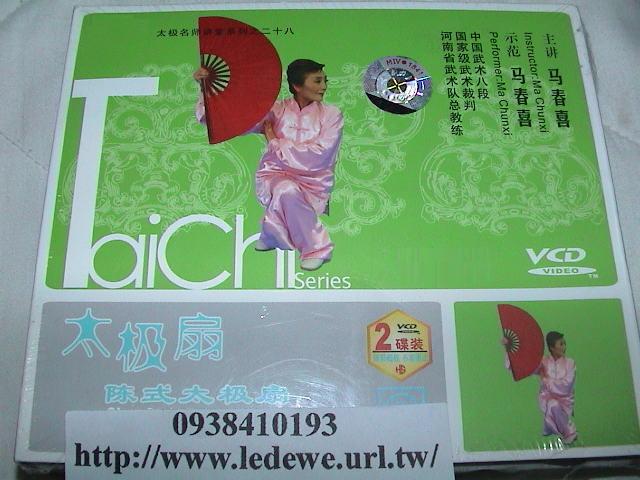 太极名师讲堂系列之二十八
主讲 马春喜
Instructor:Ma Chunxi
示范 马春喜
Performer:Ma Chunxi
中国武术八段
国家级武术裁判
河南省武术队总教练
TaiChi
Series
VCD
VIDEO
TM
太极扇
陈式太极扇
VCD
2碟装
0938410193
http://www.ledewe.url.tw/